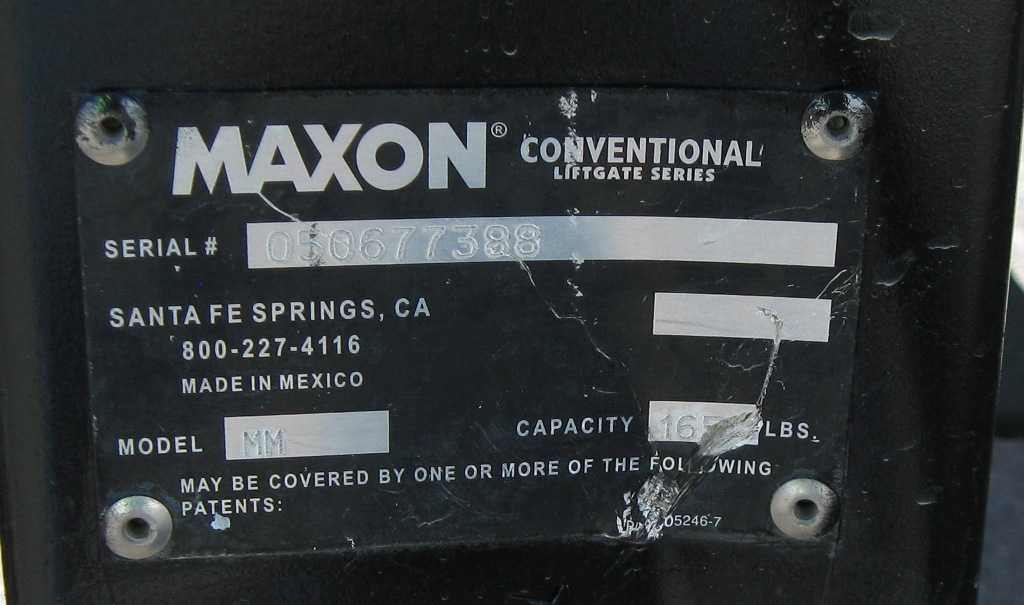 MAXON® CONVENTIONAL
LIFTGATE SERIES
SERIAL # 050677388
SANTA FE SPRINGS, CA
800-227-4116
MADE IN MEXICO
MODEL MM CAPACITY LBS.
MAY BE COVERED BY ONE OR MORE OF THE FOLLOWING
PATENTS:
05246-7